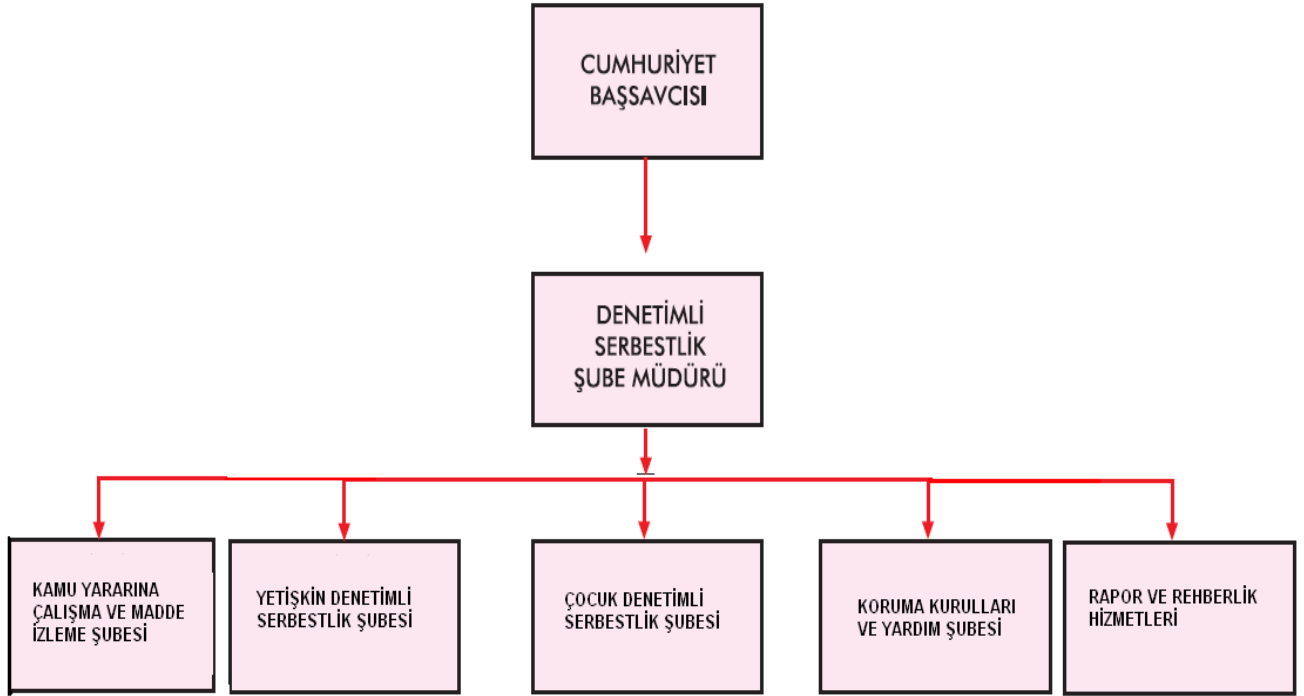 CUMHURİYET
BAŞSAVCISI
DENETİMLİ
SERBESTLİK
ŞUBE MÜDÜRÜ
KAMU YARARINA
ÇALIŞMA VE MADDE
İZLEME ŞUBESİ
YETİŞKİN DENETİMLİ
SERBESTLİK ŞUBESİ
ÇOCUK DENETİMLİ
SERBESTLİK ŞUBESİ
KORUMA KURULLARI
VE YARDIM ŞUBESİ
RAPOR VE REHBERLİK
HİZMETLERİ